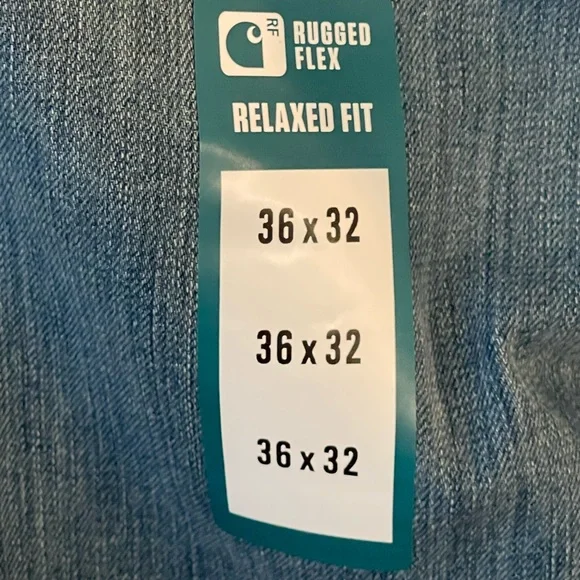 RF
RUGGED
FLEX
RELAXED FIT
36 x 32
36 x 32
36 x 32